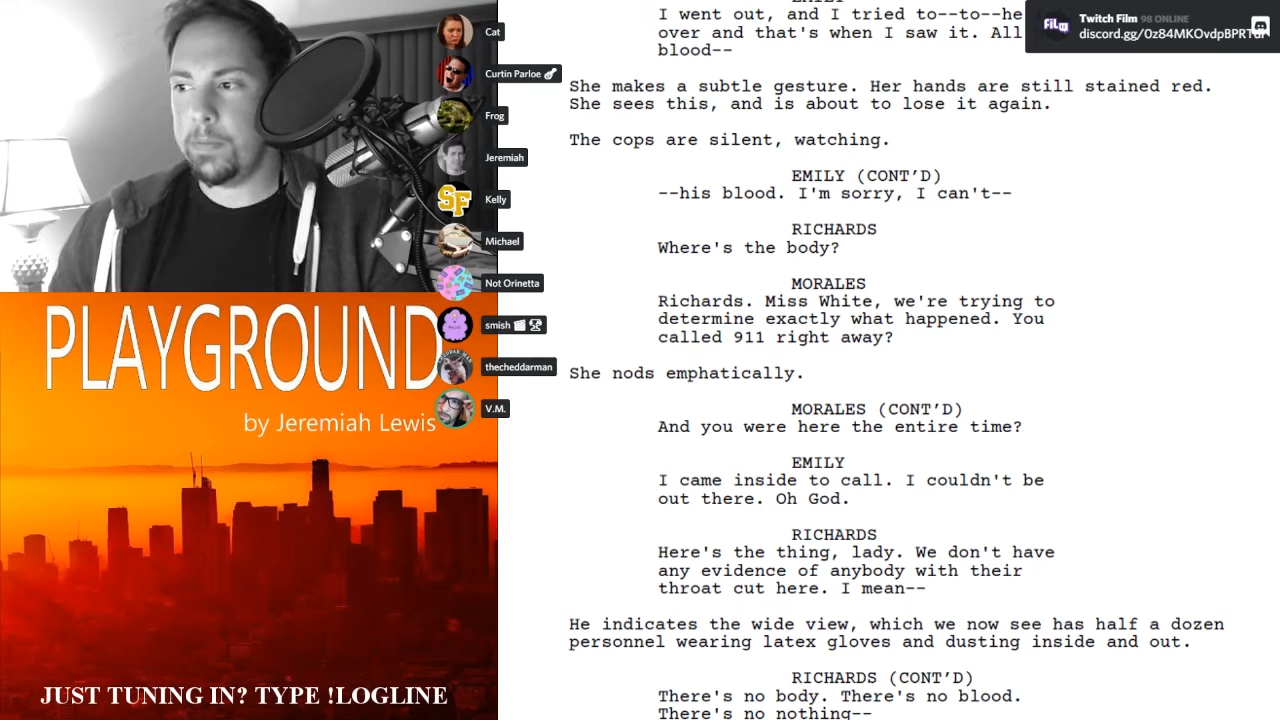 Cat
Curtin Parloe
Frog
Jeremiah
Kelly
SF
Michael
Not Orinetta
smish
thecheddarman
V.M.
PLAYGROUND
by Jeremiah Lewis
JUST TUNING IN? TYPE !LOGLINE
Twitch Film 98 ONLINE
I went out, and I tried to--to--he
over and that's when I saw it. All
blood--
She makes a subtle gesture. Her hands are still stained red.
She sees this, and is about to lose it again.
The cops are silent, watching.
EMILY (CONT'D)
--his blood. I'm sorry, I can't--
RICHARDS
Where's the body?
MORALES
Richards. Miss White, we're trying to
determine exactly what happened. You
called 911 right away?
She nods emphatically.
MORALES (CONT'D)
And you were here the entire time?
EMILY
I came inside to call. I couldn't be
out there. Oh God.
RICHARDS
Here's the thing, lady. We don't have
any evidence of anybody with their
throat cut here. I mean--
He indicates the wide view, which we now see has half a dozen
personnel wearing latex gloves and dusting inside and out.
RICHARDS (CONT'D)
There's no body. There's no blood.
There's no nothing--